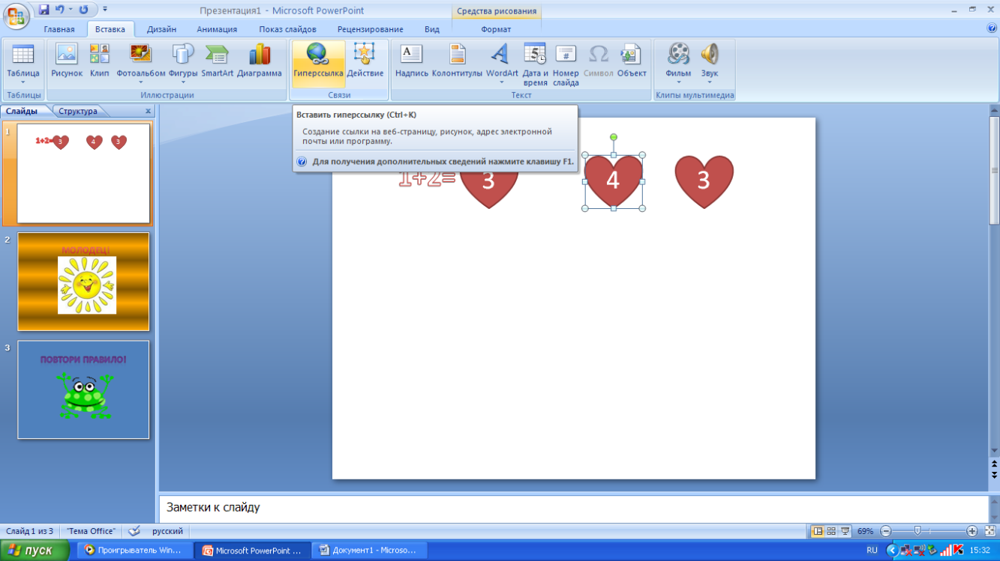 Презентация1 - Microsoft PowerPoint
Средства рисования
Главная Вставка Дизайн Анимация Показ слайдов Рецензирование Вид Формат
Таблица Рисунок Клип Фотоальбом Фигуры SmartArt Диаграмма Гиперссылка Действие Надпись Колонтитулы WordArt Дата и время Номер слайда Символ Объект Фильм Звук
Таблицы Иллюстрации Связи Текст Клипы мультимедиа
Слайды Структура x
Вставить гиперссылку (Ctrl+K)
Создание ссылки на веб-страницу, рисунок, адрес электронной
почты или программу.
Для получения дополнительных сведений нажмите клавишу F1.
1
1+2= 3 4 3
2
МОЛОДЕЦ!
3
ПОВТОРИ ПРАВИЛО!
1+2= 3 4 3
Заметки к слайду
Слайд 1 из 3 "Тема Office" русский 69%
пуск Проигрыватель Win... Microsoft PowerPoint ... Документ1 - Microso... RU 15:32